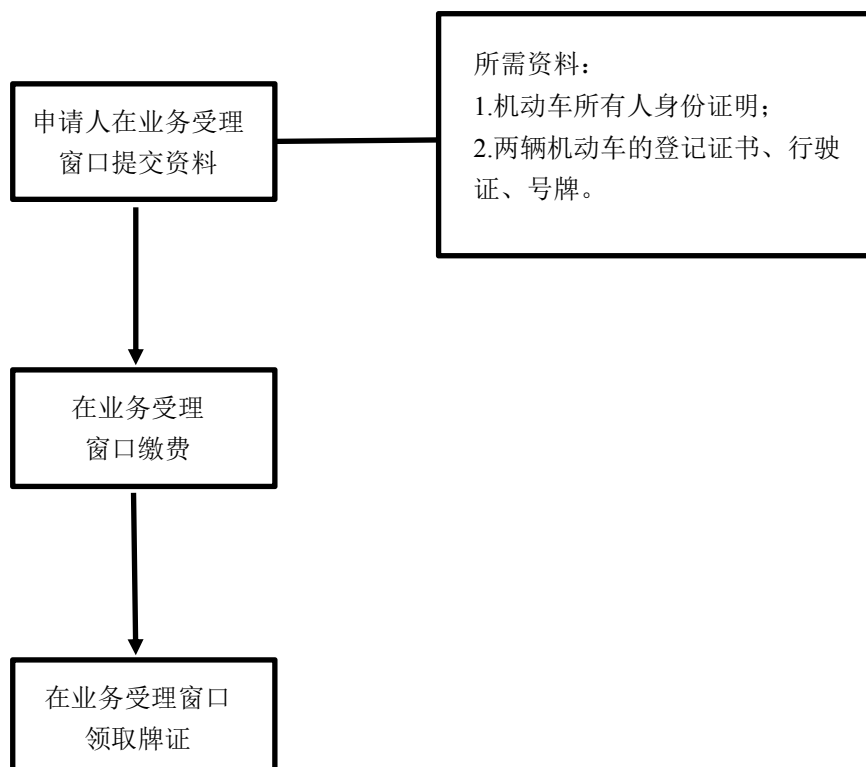 申请人在业务受理
窗口提交资料
所需资料：
1.机动车所有人身份证明；
2.两辆机动车的登记证书、行驶
证、号牌。
在业务受理
窗口缴费
在业务受理窗口
领取牌证